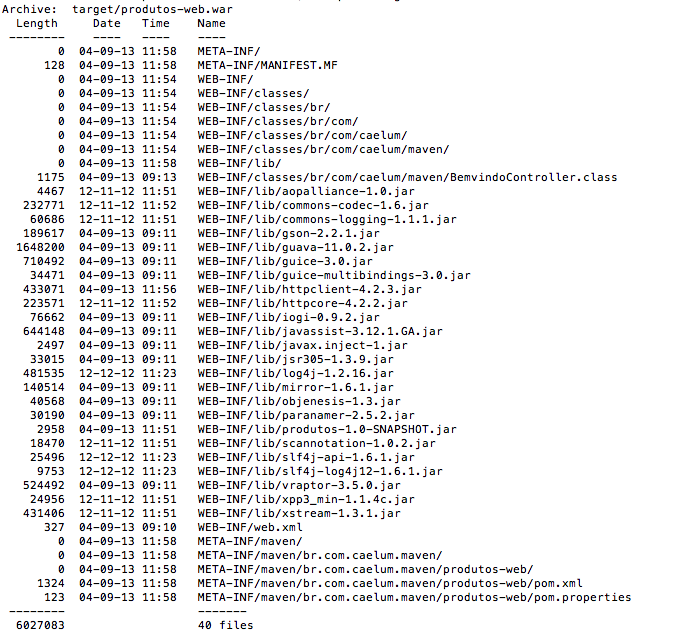 Archive:  target/produtos-web.war
  Length     Date   Time    Name
 --------    ----   ----    ----
        0  04-09-13 11:58   META-INF/
      128  04-09-13 11:58   META-INF/MANIFEST.MF
        0  04-09-13 11:54   WEB-INF/
        0  04-09-13 11:54   WEB-INF/classes/
        0  04-09-13 11:54   WEB-INF/classes/br/
        0  04-09-13 11:54   WEB-INF/classes/br/com/
        0  04-09-13 11:54   WEB-INF/classes/br/com/caelum/
        0  04-09-13 11:54   WEB-INF/classes/br/com/caelum/maven/
        0  04-09-13 11:58   WEB-INF/lib/
     1175  04-09-13 09:13   WEB-INF/classes/br/com/caelum/maven/BemvindoController.class
     4467  12-11-12 11:51   WEB-INF/lib/aopalliance-1.0.jar
   232771  12-11-12 11:52   WEB-INF/lib/commons-codec-1.6.jar
    60686  12-11-12 11:51   WEB-INF/lib/commons-logging-1.1.1.jar
   189617  04-09-13 09:11   WEB-INF/lib/gson-2.2.1.jar
  1648200  04-09-13 09:11   WEB-INF/lib/guava-11.0.2.jar
   710492  04-09-13 09:11   WEB-INF/lib/guice-3.0.jar
    34471  04-09-13 09:11   WEB-INF/lib/guice-multibindings-3.0.jar
   433071  04-09-13 11:56   WEB-INF/lib/httpclient-4.2.3.jar
   223571  12-11-12 11:52   WEB-INF/lib/httpcore-4.2.2.jar
    76662  04-09-13 09:11   WEB-INF/lib/iogi-0.9.2.jar
   644148  04-09-13 09:11   WEB-INF/lib/javassist-3.12.1.GA.jar
     2497  04-09-13 09:11   WEB-INF/lib/javax.inject-1.jar
    33015  04-09-13 09:11   WEB-INF/lib/jsr305-1.3.9.jar
   481535  12-12-12 11:23   WEB-INF/lib/log4j-1.2.16.jar
   140514  04-09-13 09:11   WEB-INF/lib/mirror-1.6.1.jar
    40568  04-09-13 09:11   WEB-INF/lib/objenesis-1.3.jar
    30190  04-09-13 09:11   WEB-INF/lib/paranamer-2.5.2.jar
     2958  04-09-13 11:51   WEB-INF/lib/produtos-1.0-SNAPSHOT.jar
    18470  12-11-12 11:51   WEB-INF/lib/scannotation-1.0.2.jar
    25496  12-12-12 11:23   WEB-INF/lib/slf4j-api-1.6.1.jar
     9753  12-12-12 11:23   WEB-INF/lib/slf4j-log4j12-1.6.1.jar
   524492  04-09-13 09:11   WEB-INF/lib/vraptor-3.5.0.jar
    24956  12-11-12 11:51   WEB-INF/lib/xpp3_min-1.1.4c.jar
   431406  12-11-12 11:51   WEB-INF/lib/xstream-1.3.1.jar
      327  04-09-13 09:10   WEB-INF/web.xml
        0  04-09-13 11:58   META-INF/maven/
        0  04-09-13 11:58   META-INF/maven/br.com.caelum.maven/
        0  04-09-13 11:58   META-INF/maven/br.com.caelum.maven/produtos-web/
     1324  04-09-13 11:58   META-INF/maven/br.com.caelum.maven/produtos-web/pom.xml
      123  04-09-13 11:58   META-INF/maven/br.com.caelum.maven/produtos-web/pom.properties
 --------                   -------
  6027083                   40 files